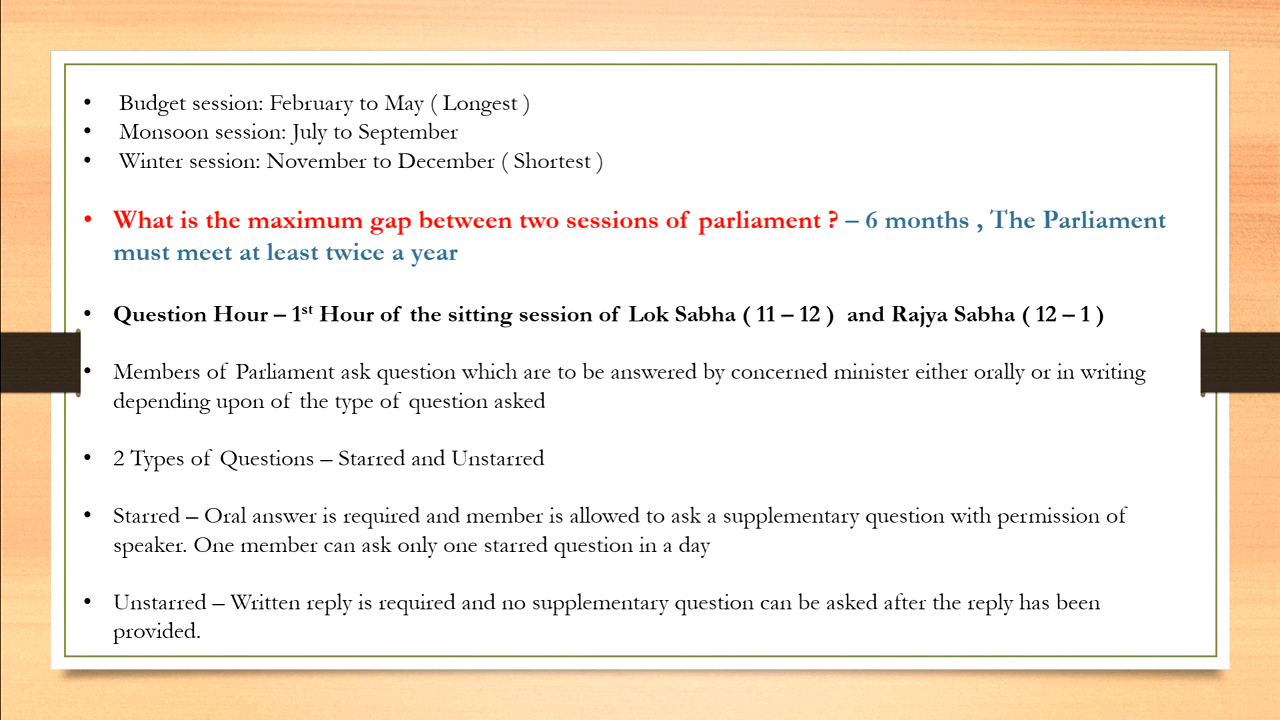 • Budget session: February to May ( Longest )
• Monsoon session: July to September
• Winter session: November to December ( Shortest )
• What is the maximum gap between two sessions of parliament ? – 6 months , The Parliament
must meet at least twice a year
• Question Hour – 1st Hour of the sitting session of Lok Sabha ( 11 – 12 ) and Rajya Sabha ( 12 – 1 )
• Members of Parliament ask question which are to be answered by concerned minister either orally or in writing
depending upon of the type of question asked
• 2 Types of Questions – Starred and Unstarred
• Starred – Oral answer is required and member is allowed to ask a supplementary question with permission of
speaker. One member can ask only one starred question in a day
• Unstarred – Written reply is required and no supplementary question can be asked after the reply has been
provided.